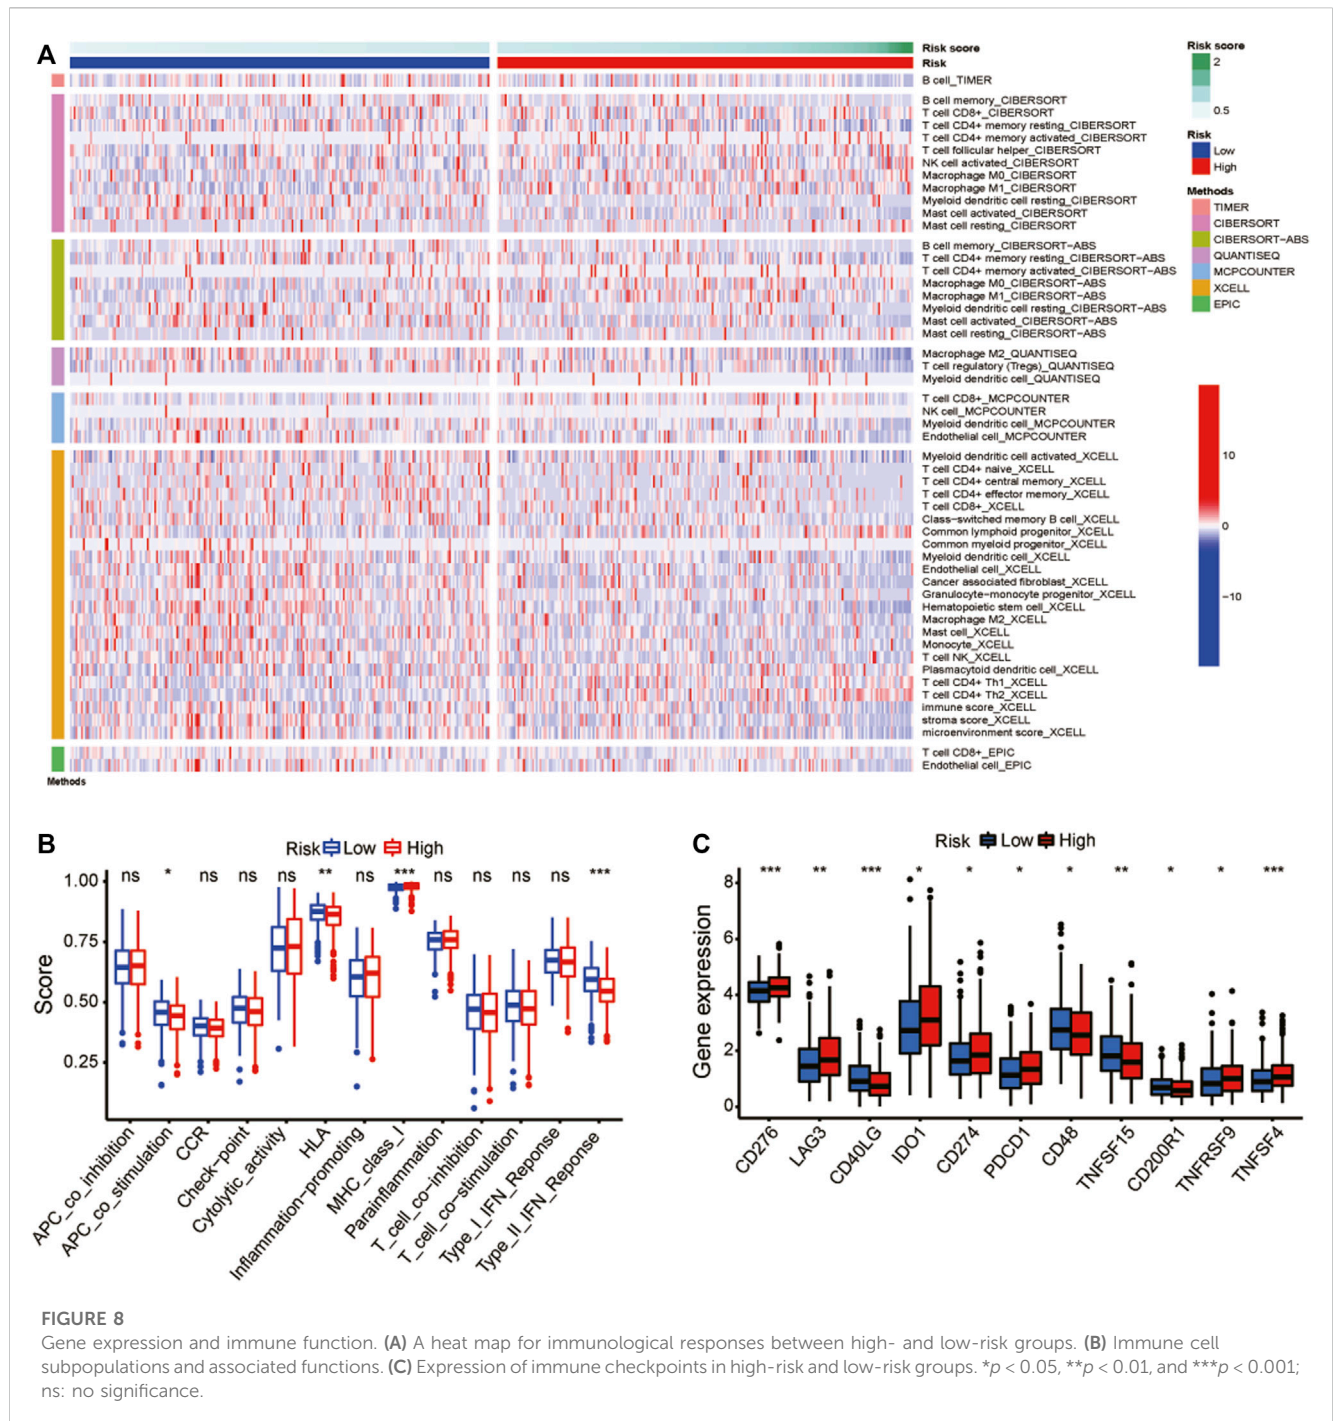 A
Risk score
Risk
B cell_TIMER
B cell memory_CIBERSORT
T cell CD8+_CIBERSORT
T cell CD4+ memory resting_CIBERSORT
T cell CD4+ memory activated_CIBERSORT
T cell follicular helper_CIBERSORT
NK cell activated_CIBERSORT
Macrophage M0_CIBERSORT
Macrophage M1_CIBERSORT
Myeloid dendritic cell resting_CIBERSORT
Mast cell activated_CIBERSORT
Mast cell resting_CIBERSORT
B cell memory_CIBERSORT-ABS
T cell CD4+ memory resting_CIBERSORT-ABS
T cell CD4+ memory activated_CIBERSORT-ABS
Macrophage M0_CIBERSORT-ABS
Macrophage M1_CIBERSORT-ABS
Myeloid dendritic cell resting_CIBERSORT-ABS
Mast cell activated_CIBERSORT-ABS
Mast cell resting_CIBERSORT-ABS
Macrophage M2_QUANTISEQ
T cell regulatory (Tregs)_QUANTISEQ
Myeloid dendritic cell_QUANTISEQ
T cell CD8+_MCPCOUNTER
NK cell_MCPCOUNTER
Myeloid dendritic cell_MCPCOUNTER
Endothelial cell_MCPCOUNTER
Myeloid dendritic cell activated_XCELL
T cell CD4+ naive_XCELL
T cell CD4+ central memory_XCELL
T cell CD4+ effector memory_XCELL
T cell CD8+_XCELL
Class-switched memory B cell_XCELL
Common lymphoid progenitor_XCELL
Common myeloid progenitor_XCELL
Myeloid dendritic cell_XCELL
Endothelial cell_XCELL
Cancer associated fibroblast_XCELL
Granulocyte-monocyte progenitor_XCELL
Hematopoietic stem cell_XCELL
Macrophage M2_XCELL
Mast cell_XCELL
Monocyte_XCELL
T cell NK_XCELL
Plasmacytoid dendritic cell_XCELL
T cell CD4+ Th1_XCELL
T cell CD4+ Th2_XCELL
immune score_XCELL
stroma score_XCELL
microenvironment score_XCELL
T cell CD8+_EPIC
Endothelial cell_EPIC
Methods
Risk score
2
0.5
Risk
Low
High
Methods
TIMER
CIBERSORT
CIBERSORT-ABS
QUANTISEQ
MCPCOUNTER
XCELL
EPIC
10
0
-10
B
Risk Low High
ns * ns ns ns ** ns *** ns ns ns ns ***
Score
1.00
0.75
0.50
0.25
APC_co_inhibition
APC_co_stimulation
CCR
Check-point
Cytolytic_activity
HLA
Inflammation-promoting
MHC_class_I
Parainflammation
T_cell_co-inhibition
T_cell_co-stimulation
Type_I_IFN_Reponse
Type_II_IFN_Reponse
C
Risk Low High
*** ** *** * * * * ** * * ***
Gene expression
8
6
4
2
0
CD276
LAG3
CD40LG
IDO1
CD274
PDCD1
CD48
TNFSF15
CD200R1
TNFRSF9
TNFSF4
FIGURE 8
Gene expression and immune function. (A) A heat map for immunological responses between high- and low-risk groups. (B) Immune cell
subpopulations and associated functions. (C) Expression of immune checkpoints in high-risk and low-risk groups. *p < 0.05, **p < 0.01, and ***p < 0.001;
ns: no significance.